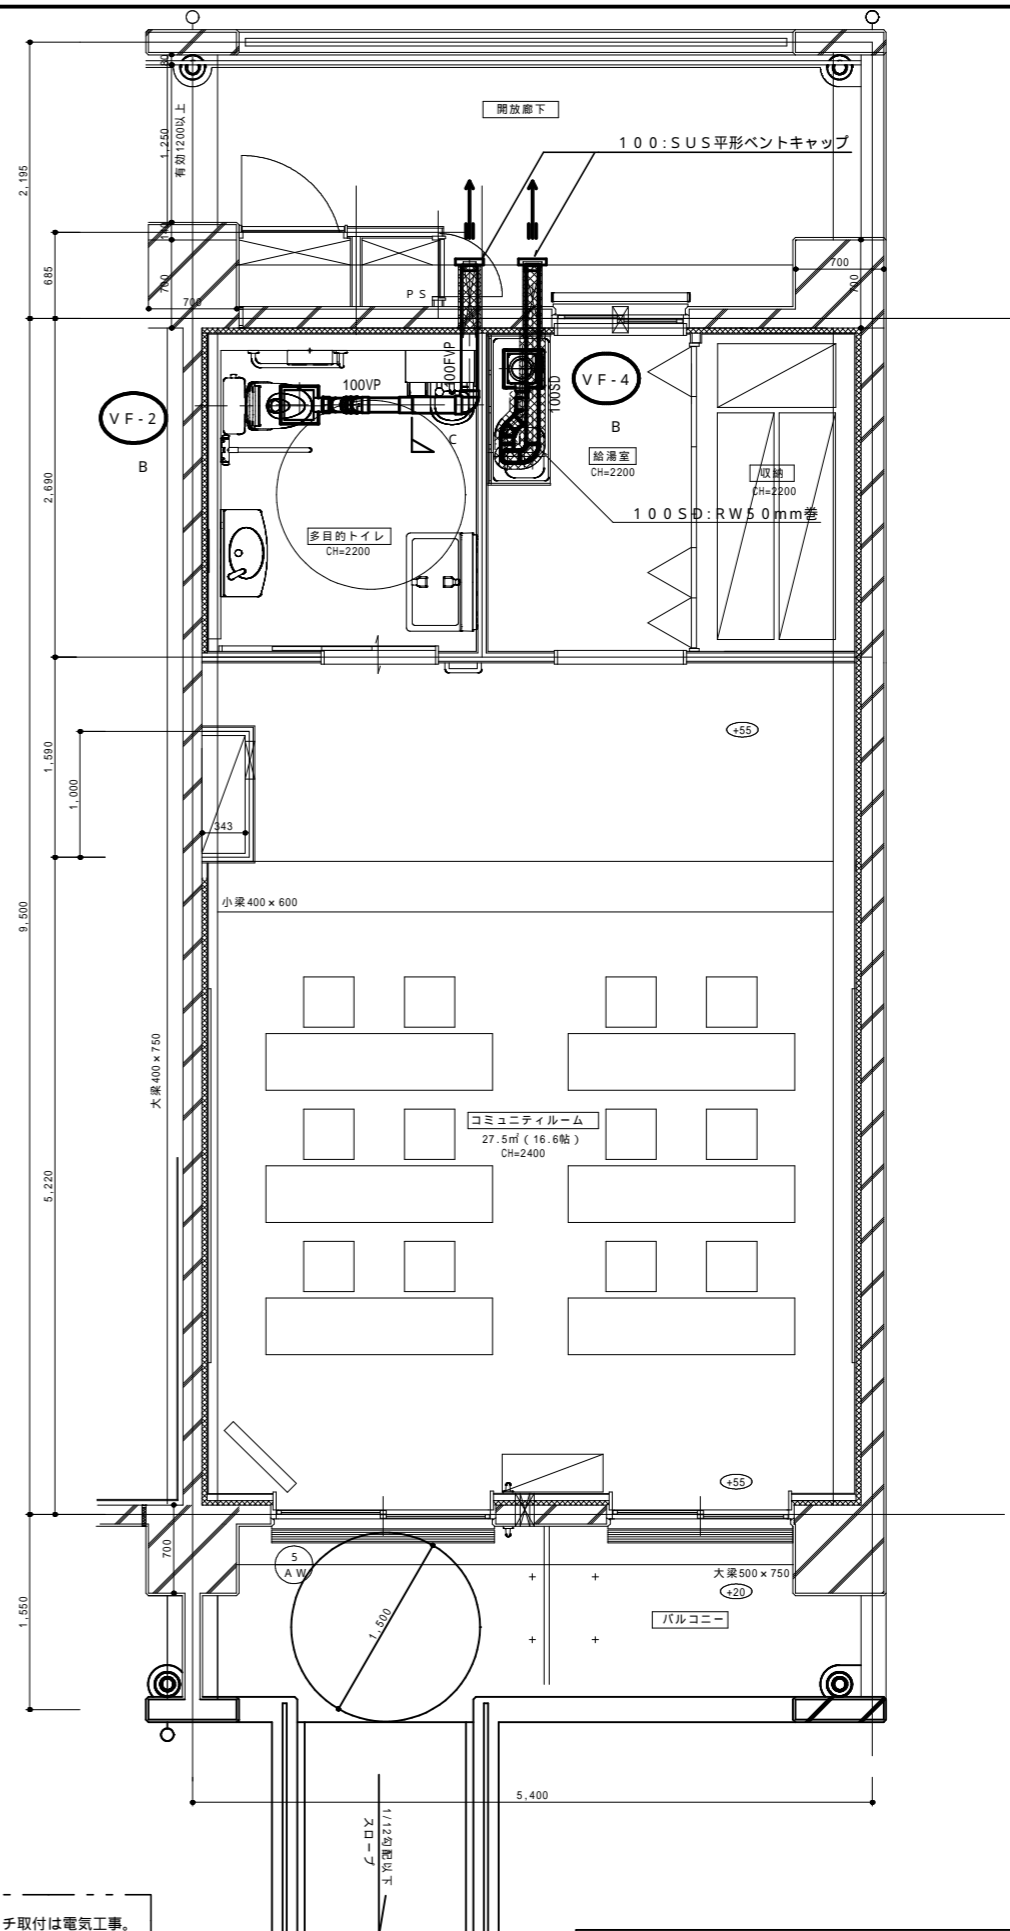 開放廊下
100:SUS平形ベントキャップ
80
1,250
有効1200以上
2,195
140
685
700
700
700
700
PS
VF-2
B
100VP
100FVP
C
100SD
VF-4
B
給湯室
CH=2200
収納
CH=2200
100SD:RW50mm巻
多目的トイレ
CH=2200
2,690
+55
1,590
1,000
343
9,500
小梁400×600
大梁400×750
コミュニティルーム
27.5㎡(16.6帖)
CH=2400
5,220
+55
700
5
AW
大梁500×750
+20
バルコニー
1,550
1,500
5,400
1/12勾配以下
スロープ
チ取付は電気工事。